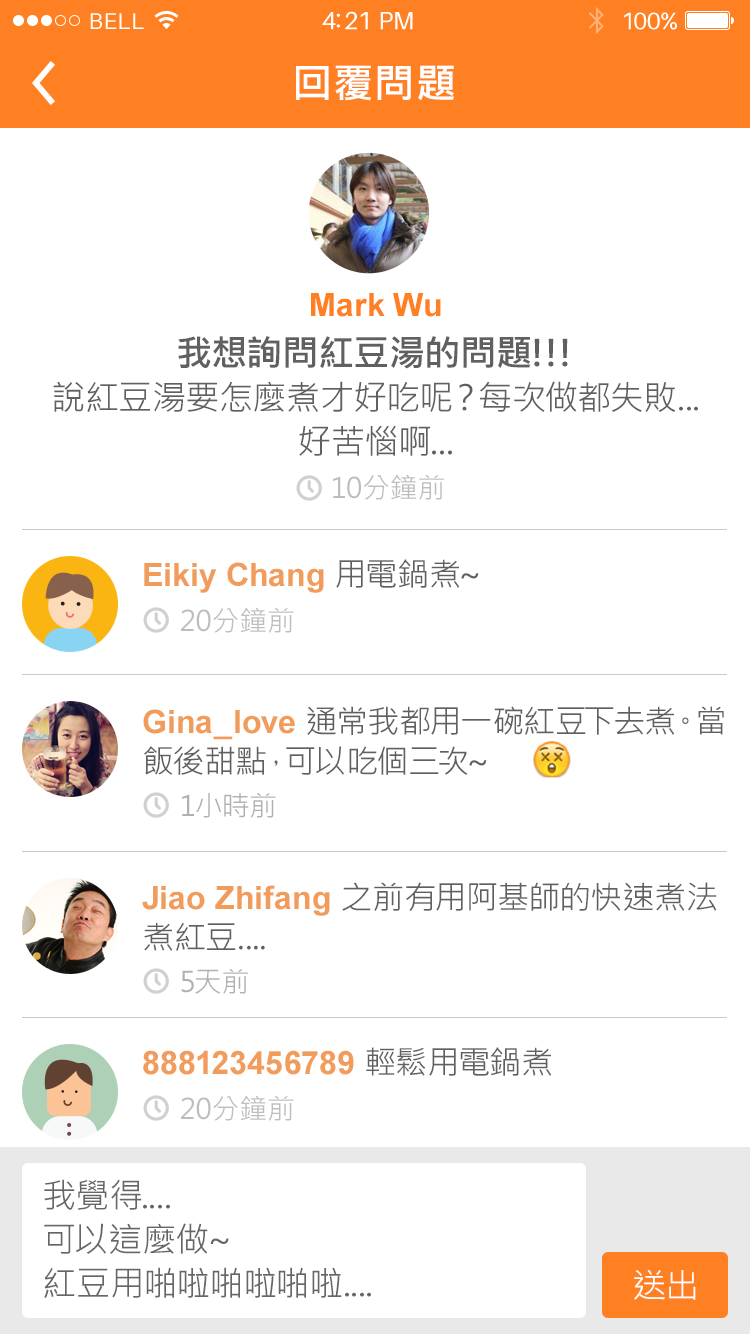 BELL 4:21 PM 100%
回覆問題
Mark Wu
我想詢問紅豆湯的問題!!!
說紅豆湯要怎麼煮才好吃呢？每次做都失敗...
好苦惱啊...
10分鐘前
Eikiy Chang 用電鍋煮~
20分鐘前
Gina_love 通常我都用一碗紅豆下去煮。當
飯後甜點，可以吃個三次~ 😲
1小時前
Jiao Zhifang 之前有用阿基師的快速煮法
煮紅豆....
5天前
888123456789 輕鬆用電鍋煮
20分鐘前
我覺得....
可以這麼做~
紅豆用啪啦啪啦啪啦....
送出